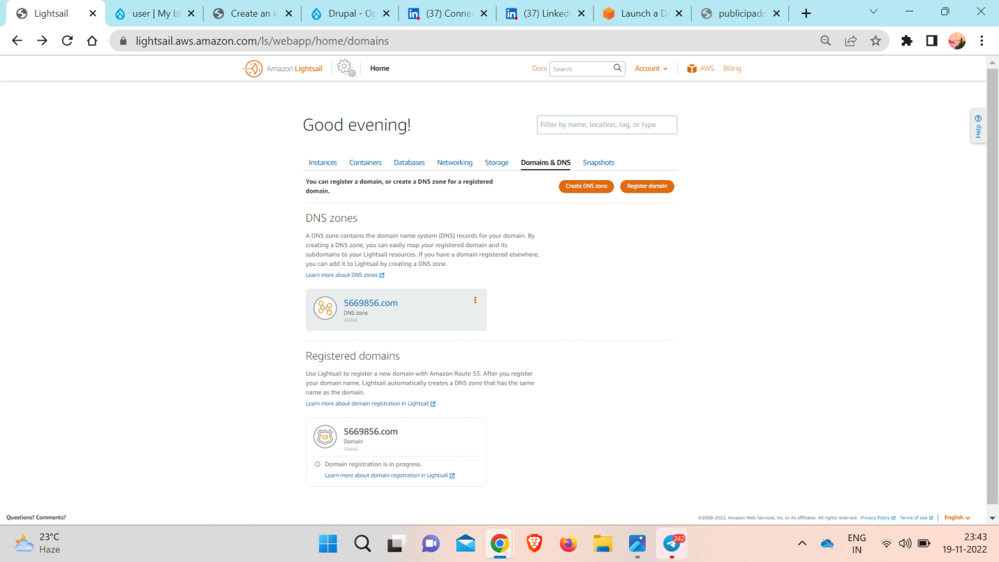 Lightsail
user | My bl
Create an in
Drupal - Op
(37) Connec
(37) LinkedI
Launch a Dr
publicipadd
lightsail.aws.amazon.com/ls/webapp/home/domains
Amazon Lightsail
Home
Docs
Search
Account
AWS
Billing
Help
Good evening!
Filter by name, location, tag, or type
Instances Containers Databases Networking Storage Domains & DNS Snapshots
You can register a domain, or create a DNS zone for a registered
domain.
Create DNS zone
Register domain
DNS zones
A DNS zone contains the domain name system (DNS) records for your domain. By
creating a DNS zone, you can easily map your registered domain and its
subdomains to your Lightsail resources. If you have a domain registered elsewhere,
you can add it to Lightsail by creating a DNS zone.
Learn more about DNS zones
5669856.com
DNS zone
Global
Registered domains
Use Lightsail to register a new domain with Amazon Route 53. After you register
your domain name, Lightsail automatically creates a DNS zone that has the same
name as the domain.
Learn more about domain registration in Lightsail
53
5669856.com
Domain
Global
Domain registration is in progress.
Learn more about domain registration in Lightsail
Questions? Comments?
©2008-2022, Amazon Web Services, Inc. or its affiliates. All rights reserved. Privacy Policy Terms of Use English
23°C
Haze
242
ENG
IN
23:43
19-11-2022